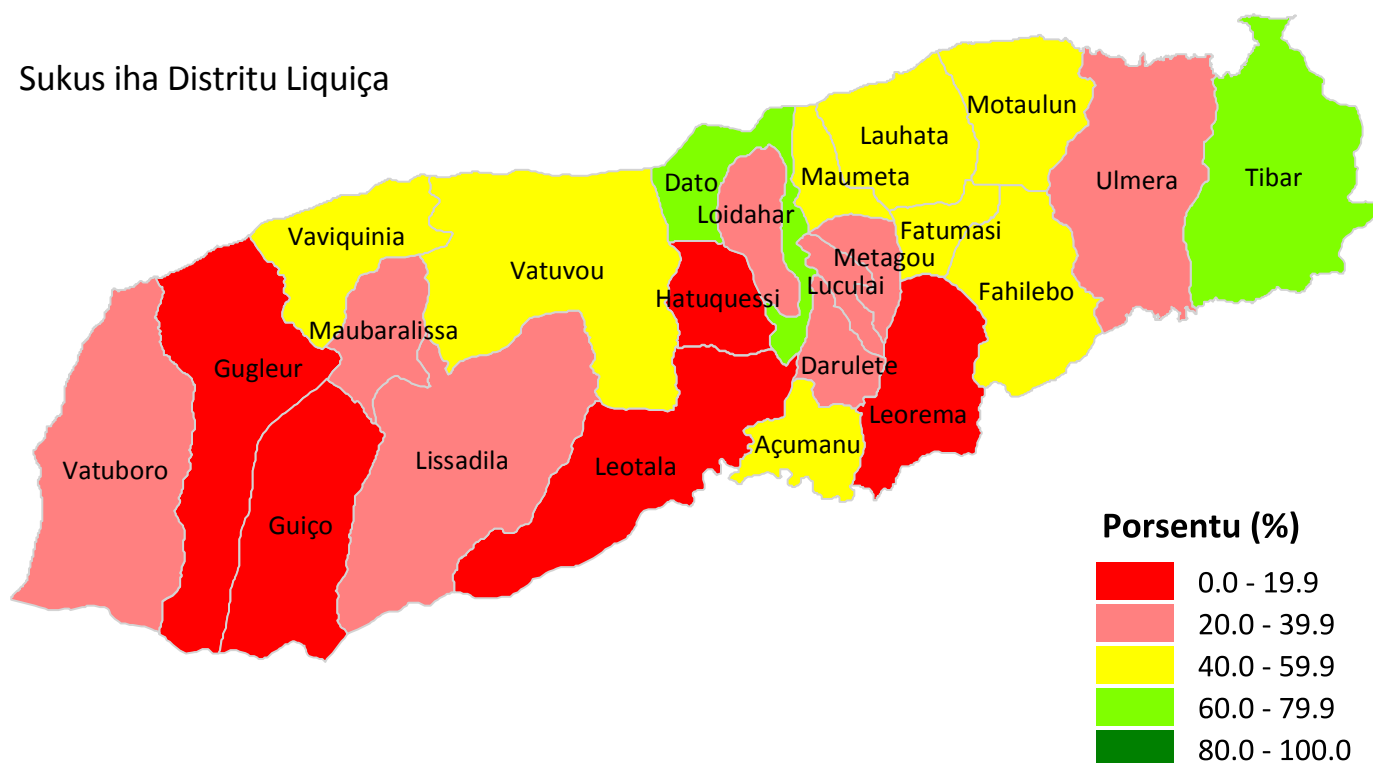 Sukus iha Distritu Liquiça
Motaulun
Lauhata
Maumeta
Ulmera
Tibar
Dato
Loidahar
Vaviquinia
Fatumasi
Metagou
Vatuvou
Luculai
Hatuquessi
Fahilebo
Maubaralissa
Gugleur
Darulete
Leorema
Açumanu
Lissadila
Leotala
Vatuboro
Guiço
Porsentu (%)
0.0 - 19.9
20.0 - 39.9
40.0 - 59.9
60.0 - 79.9
80.0 - 100.0